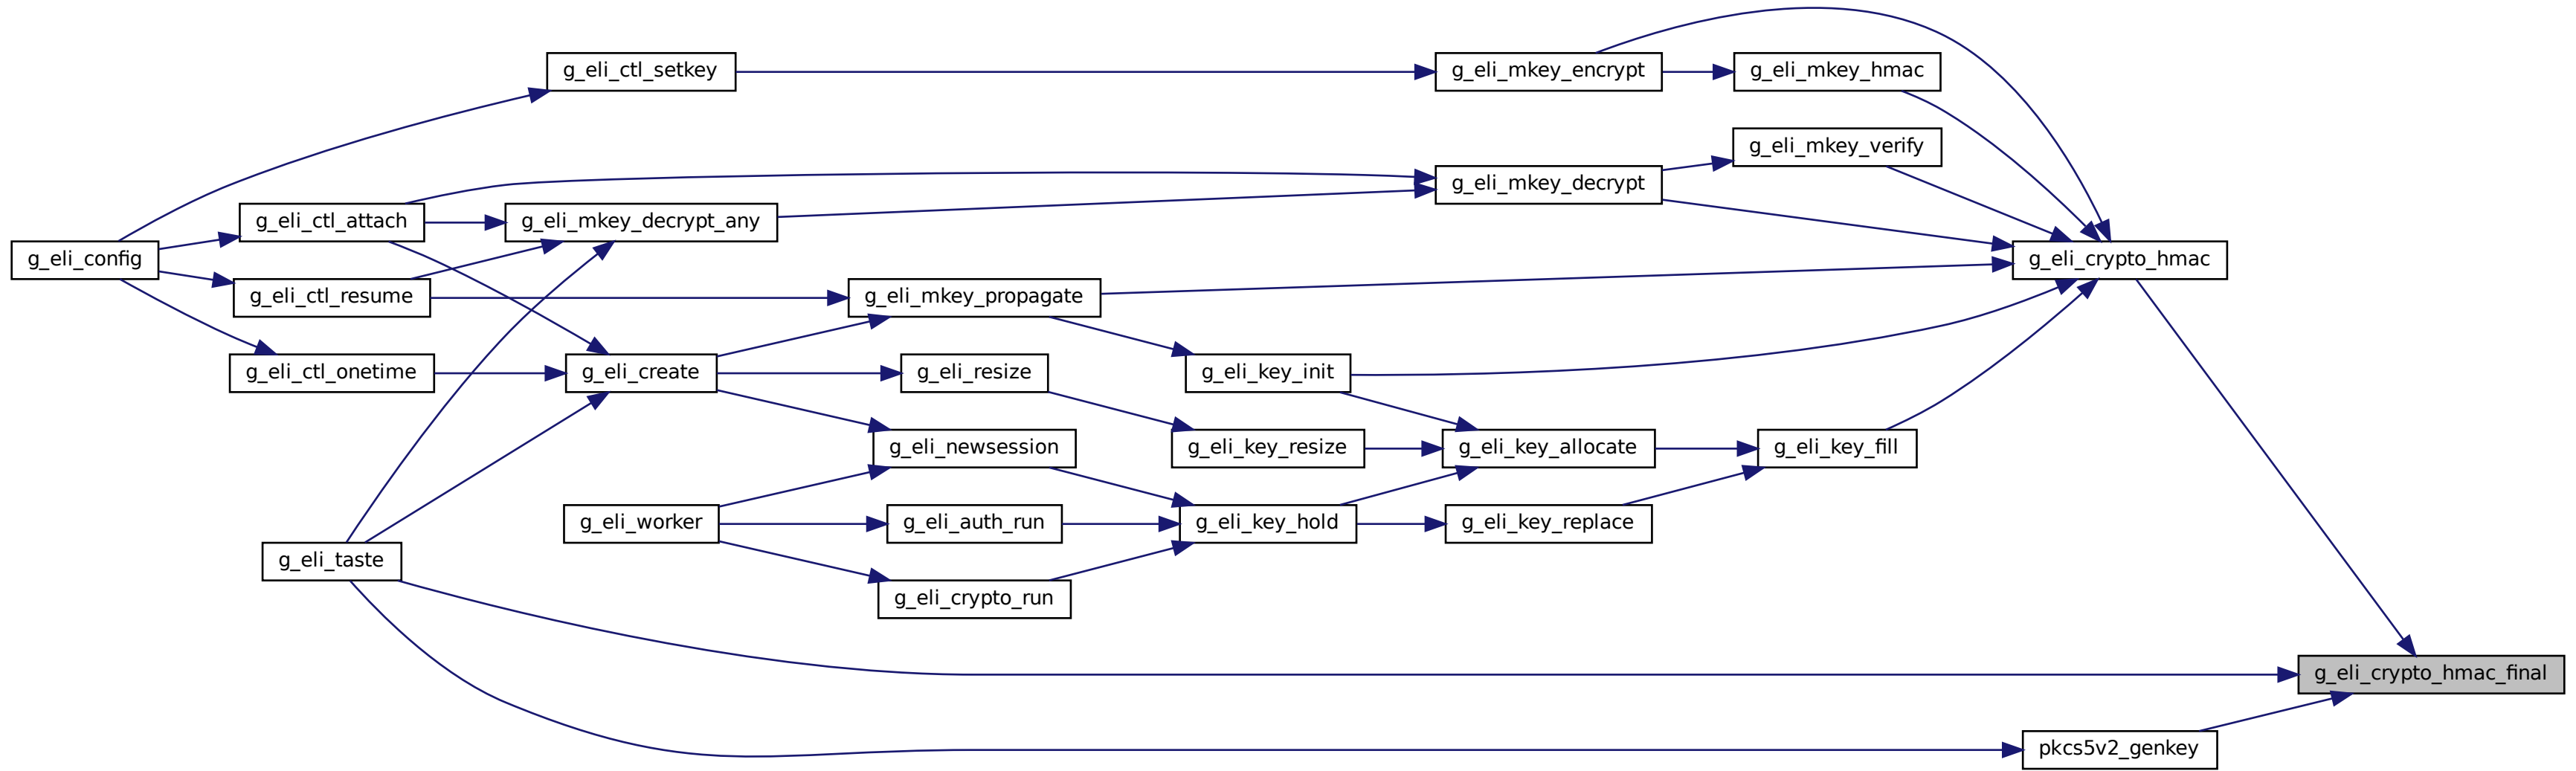 g_eli_ctl_setkey
g_eli_mkey_encrypt
g_eli_mkey_hmac
g_eli_mkey_verify
g_eli_mkey_decrypt
g_eli_ctl_attach
g_eli_mkey_decrypt_any
g_eli_config
g_eli_crypto_hmac
g_eli_ctl_resume
g_eli_mkey_propagate
g_eli_ctl_onetime
g_eli_create
g_eli_resize
g_eli_key_init
g_eli_newsession
g_eli_key_resize
g_eli_key_allocate
g_eli_key_fill
g_eli_worker
g_eli_auth_run
g_eli_key_hold
g_eli_key_replace
g_eli_taste
g_eli_crypto_run
g_eli_crypto_hmac_final
pkcs5v2_genkey